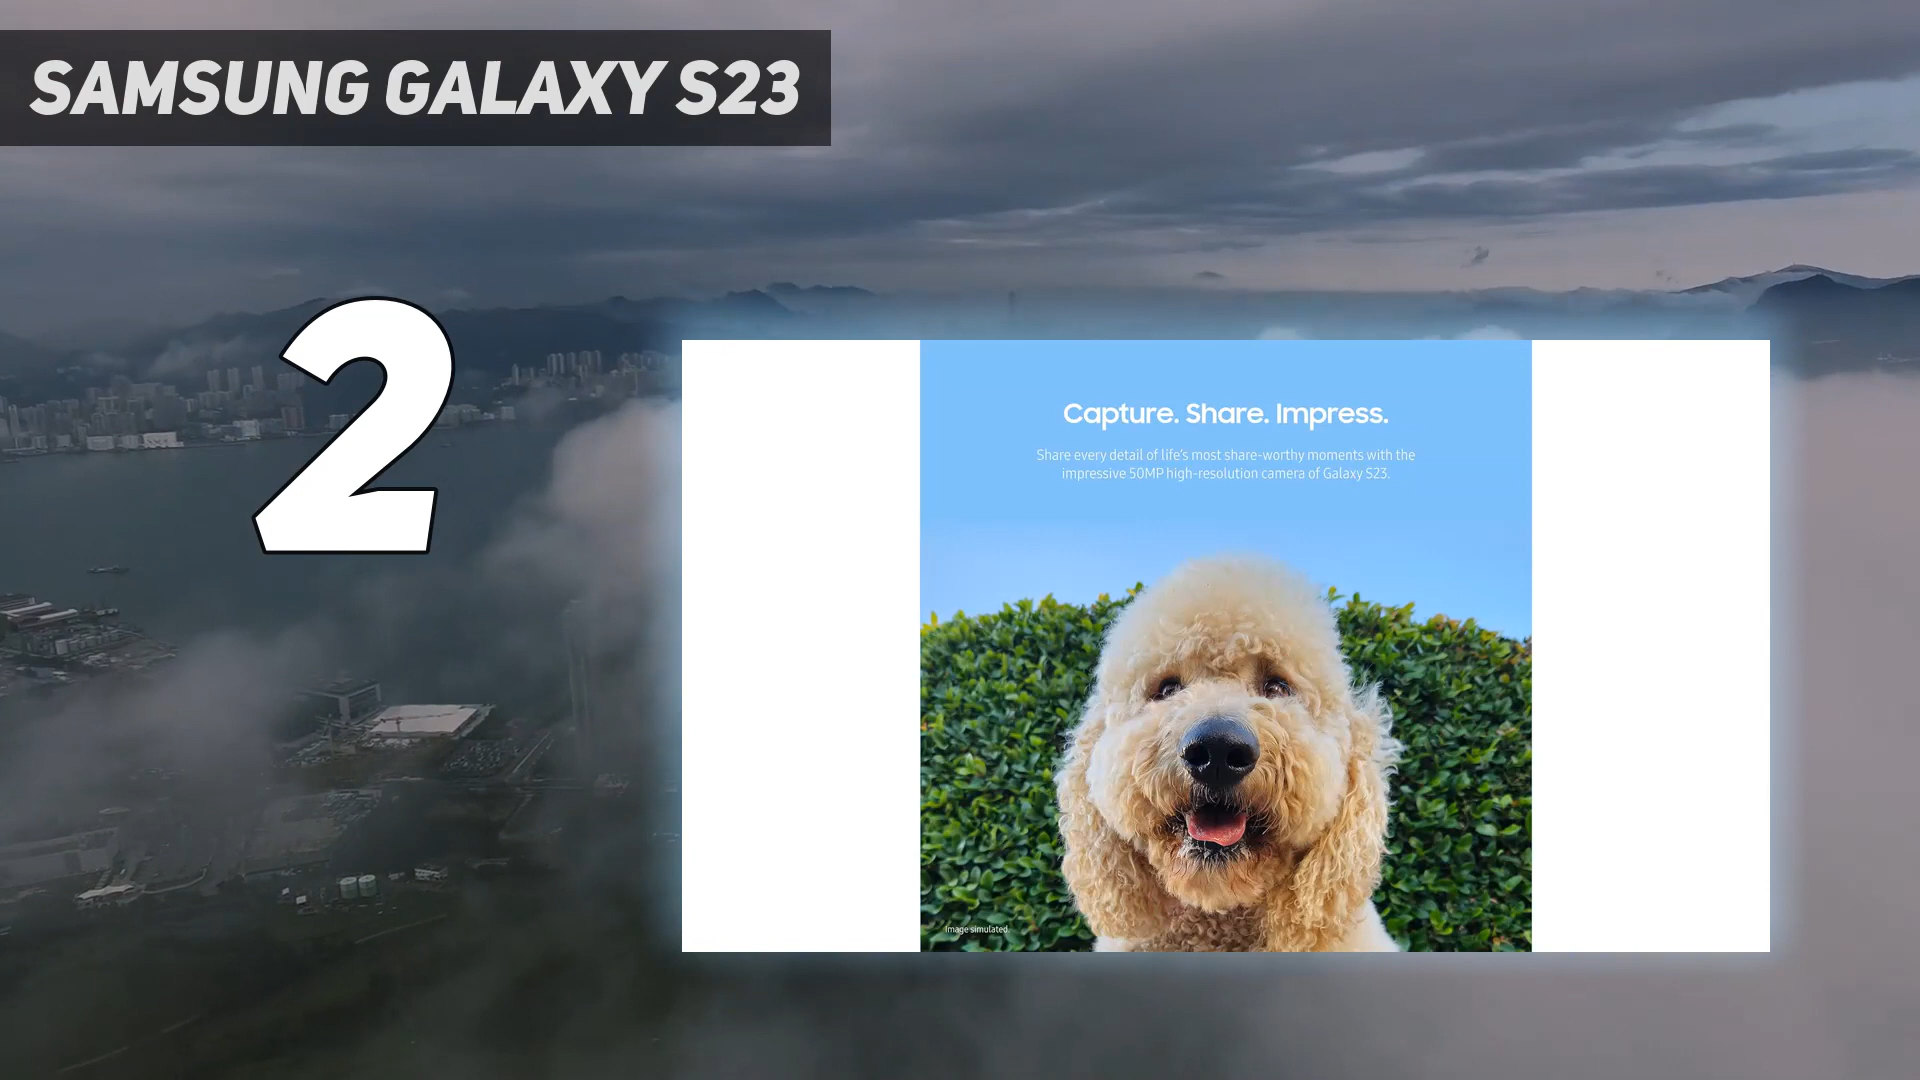 SAMSUNG GALAXY S23
2
Capture. Share. Impress.
Share every detail of life's most share-worthy moments with the
impressive 50MP high-resolution camera of Galaxy S23.
Image simulated.